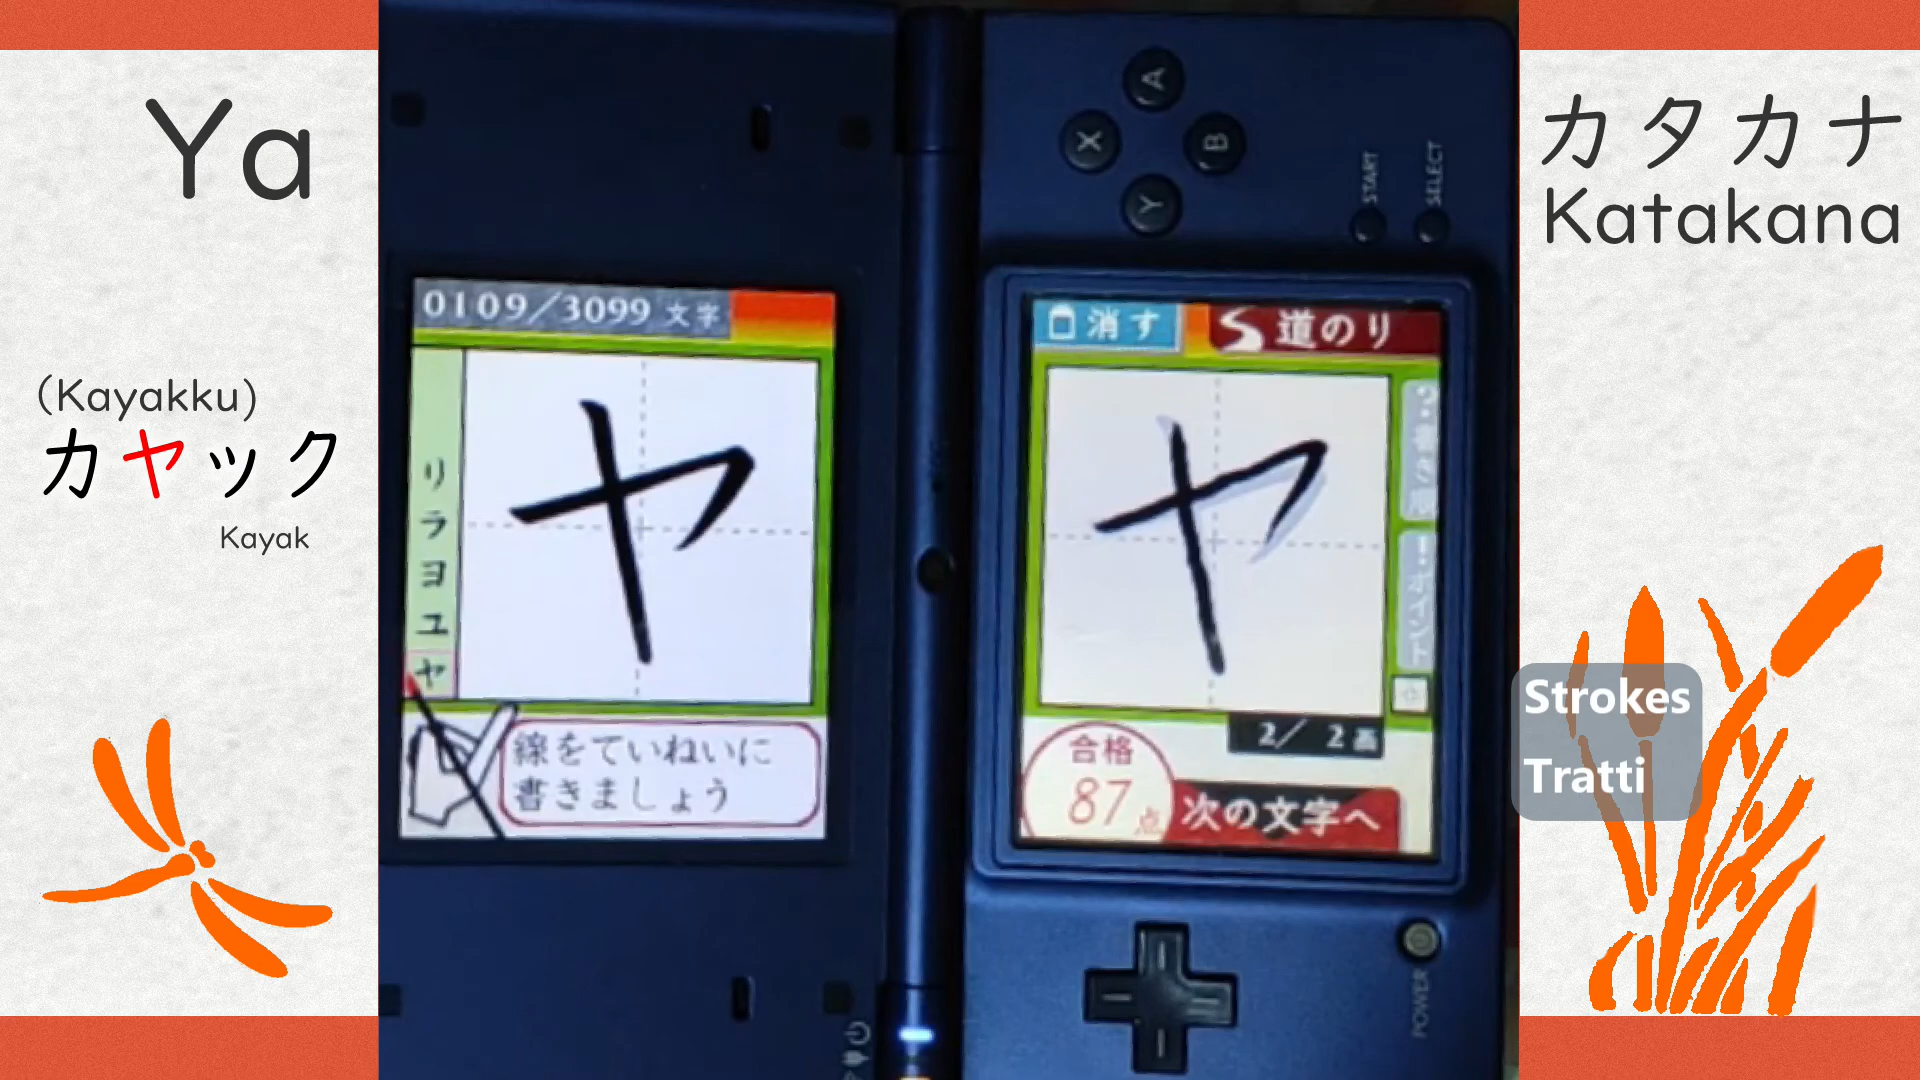 Ya
(Kayakku)
カヤック
Kayak
0109/3099 文字
リ
ラ
ヨ
ユ
ヤ
ヤ
線をていねいに
書きましょう
A
X
B
Y
START
SELECT
消す
道のり
ヤ
2/ 2画
合格
87点
次の文字へ
POWER
カタカナ
Katakana
Strokes
Tratti